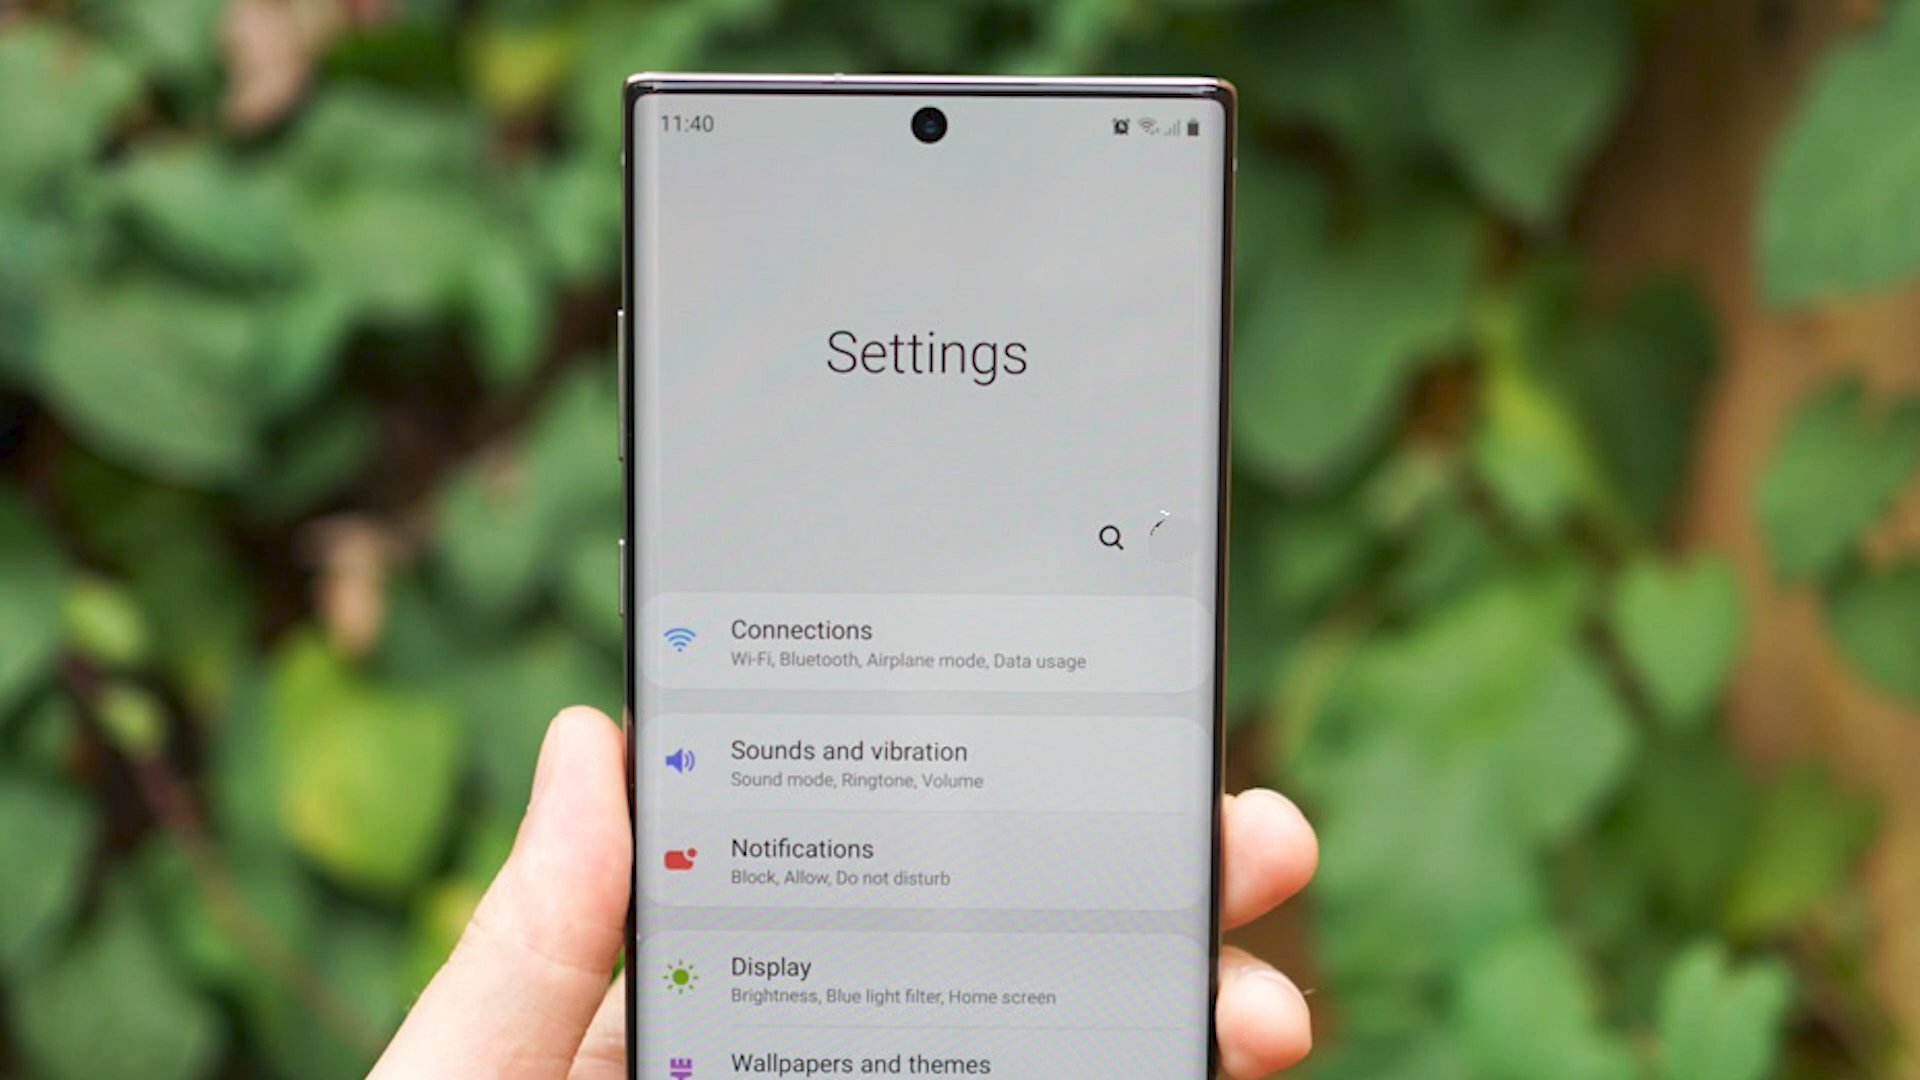 11:40
Settings
Connections
Wi-Fi, Bluetooth, Airplane mode, Data usage
Sounds and vibration
Sound mode, Ringtone, Volume
Notifications
Block, Allow, Do not disturb
Display
Brightness, Blue light filter, Home screen
Wallpapers and themes